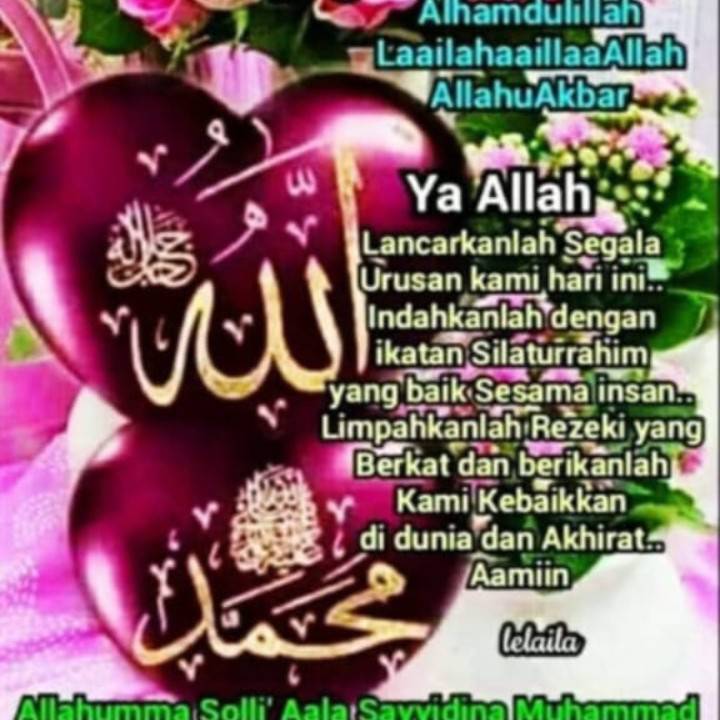 Alhamdulillah
LaailahaaillaaAllah
AllahuAkbar
الله
جل جلاله
Ya Allah
Lancarkanlah Segala
Urusan kami hari ini..
Indahkanlah dengan
ikatan Silaturrahim
yang baik Sesama insan..
Limpahkanlah Rezeki yang
Berkat dan berikanlah
Kami Kebaikkan
di dunia dan Akhirat..
Aamiin
محمد
lelaila
Allahumma Solli' Aala Sayyidina Muhammad